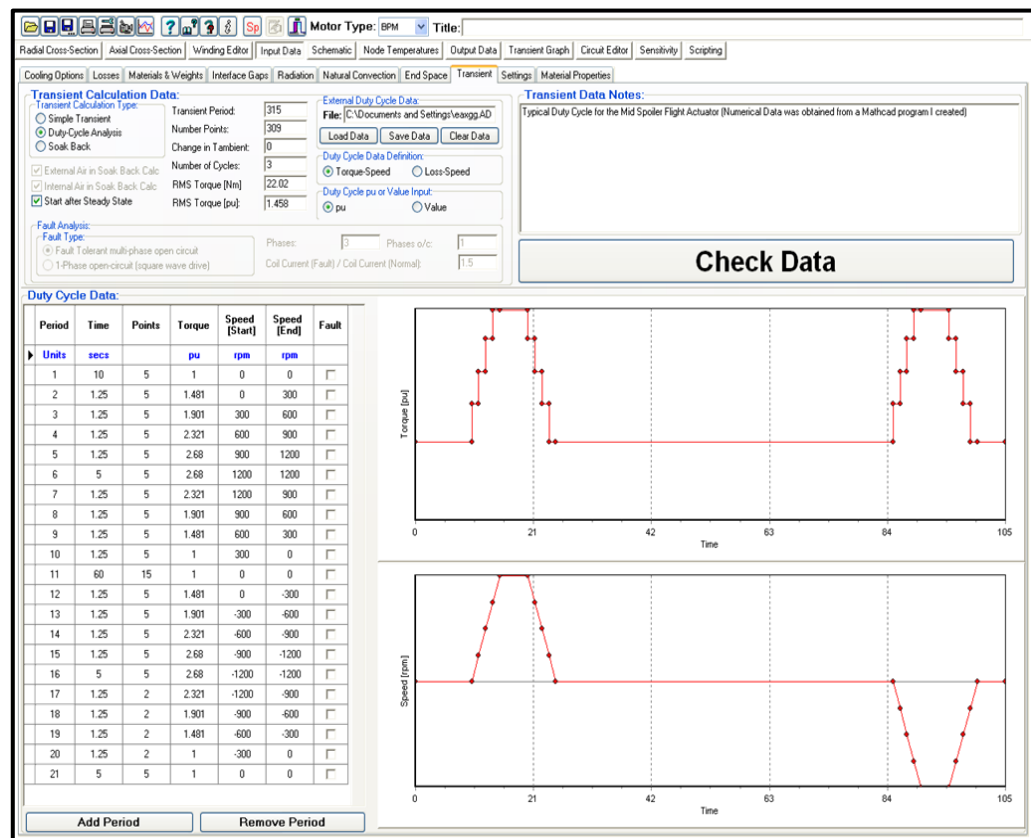 Motor Type: BPM Title:
Radial Cross-Section Axial Cross-Section Winding Editor Input Data Schematic Node Temperatures Output Data Transient Graph Circuit Editor Sensitivity Scripting
Cooling Options Losses Materials & Weights Interface Gaps Radiation Natural Convection End Space Transient Settings Material Properties
Transient Calculation Data:
Transient Calculation Type:
Simple Transient
Duty-Cycle Analysis
Soak Back
External Air in Soak Back Calc
Internal Air in Soak Back Calc
Start after Steady State
Transient Period: 315
Number Points: 309
Change in Tambient: 0
Number of Cycles: 3
RMS Torque [Nm] 22.02
RMS Torque [pu]: 1.458
External Duty Cycle Data:
File: C:\Documents and Settings\eaxgg.AD
Load Data Save Data Clear Data
Duty Cycle Data Definition:
Torque-Speed Loss-Speed
Duty Cycle pu or Value Input:
pu Value
Fault Analysis:
Fault Type:
Fault Tolerant multi-phase open circuit
1-Phase open-circuit (square wave drive)
Phases: 3 Phases o/c: 1
Coil Current (Fault) / Coil Current (Normal): 1.5
Transient Data Notes:
Typical Duty Cycle for the Mid Spoiler Flight Actuator (Numerical Data was obtained from a Mathcad program I created)
Check Data
Duty Cycle Data:
Period Time Points Torque Speed [Start] Speed [End] Fault
Units secs pu rpm rpm
1 10 5 1 0 0
2 1.25 5 1.481 0 300
3 1.25 5 1.901 300 600
4 1.25 5 2.321 600 900
5 1.25 5 2.68 900 1200
6 5 5 2.68 1200 1200
7 1.25 5 2.321 1200 900
8 1.25 5 1.901 900 600
9 1.25 5 1.481 600 300
10 1.25 5 1 300 0
11 60 15 1 0 0
12 1.25 5 1.481 0 -300
13 1.25 5 1.901 -300 -600
14 1.25 5 2.321 -600 -900
15 1.25 5 2.68 -900 -1200
16 5 5 2.68 -1200 -1200
17 1.25 2 2.321 -1200 -900
18 1.25 2 1.901 -900 -600
19 1.25 2 1.481 -600 -300
20 1.25 2 1 -300 0
21 5 5 1 0 0
Add Period Remove Period
Torque [pu]
0 21 42 63 84 105
Time
Speed [rpm]
0 21 42 63 84 105
Time